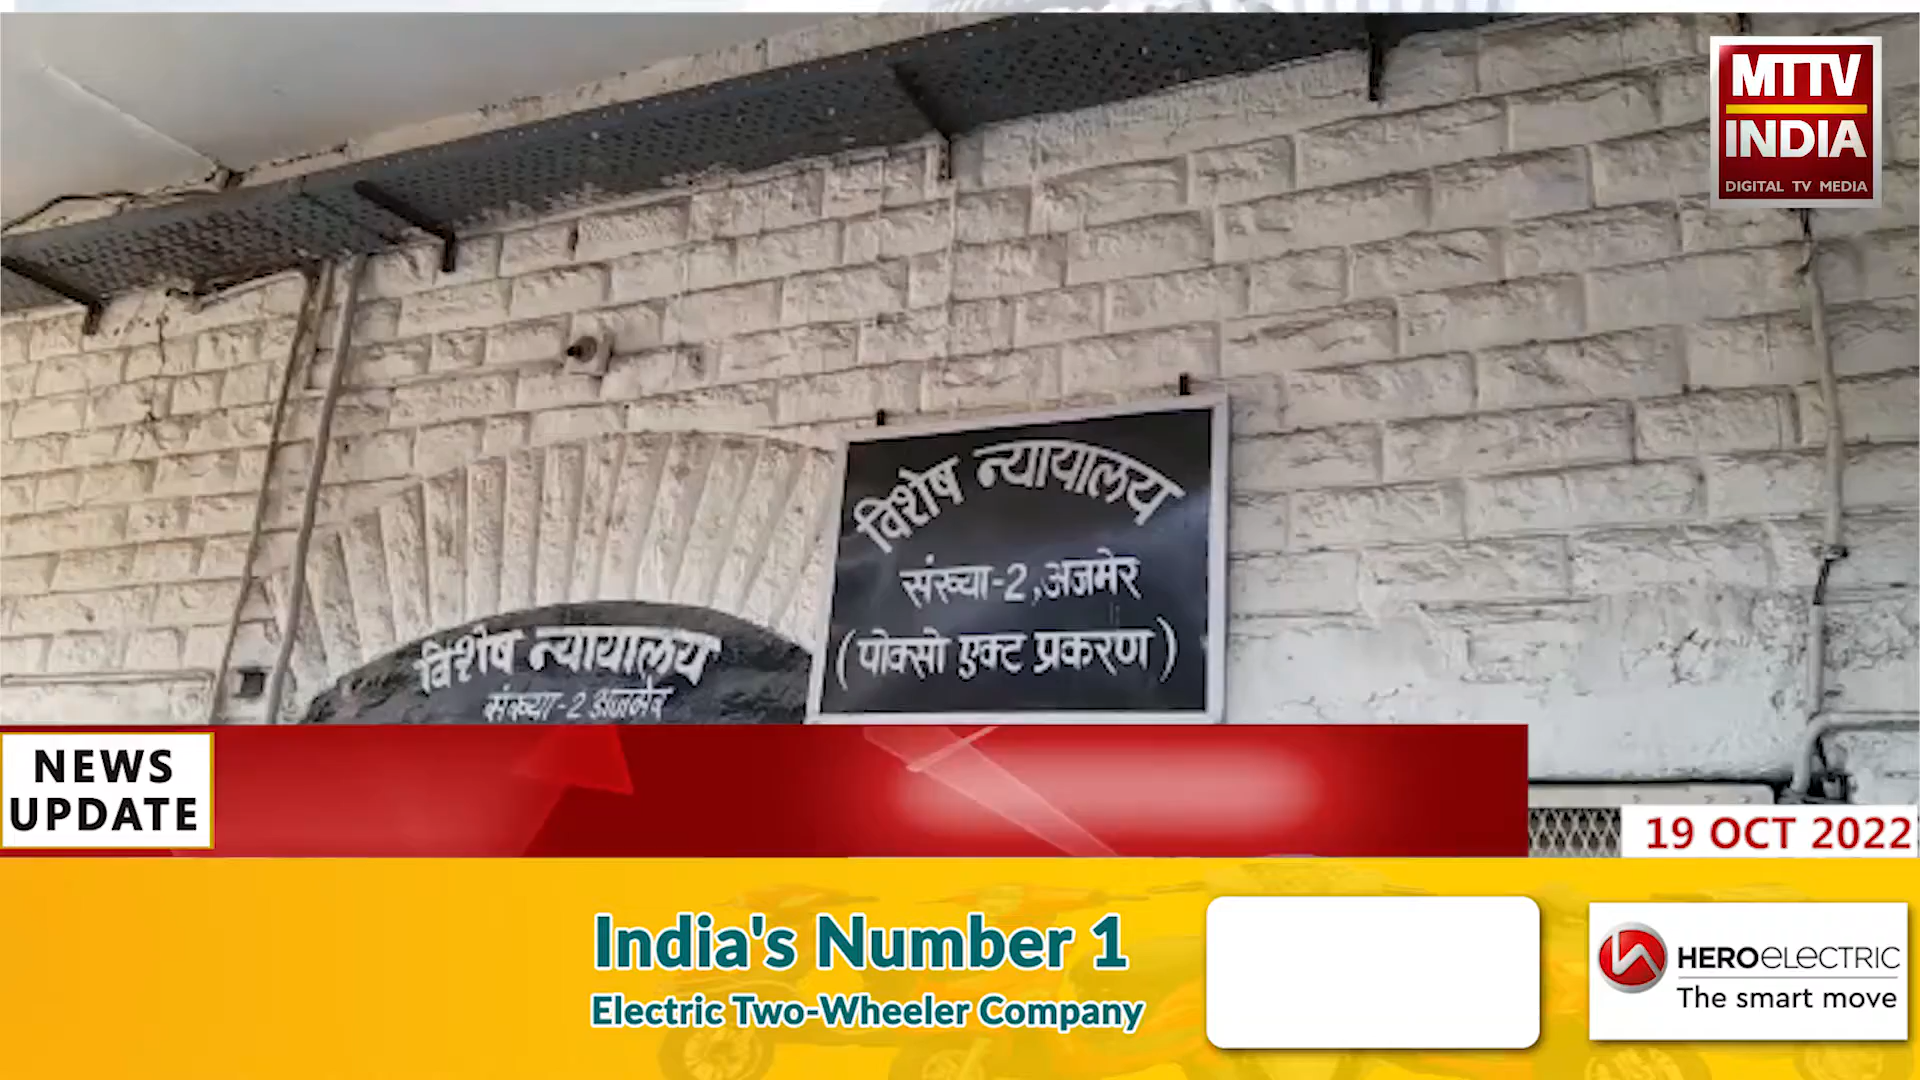 MTTV
INDIA
DIGITAL TV MEDIA
विशेष न्यायालय
संख्या-2, अजमेर
(पोक्सो एक्ट प्रकरण)
विशेष न्यायालय
संख्या-2 अजमेर
NEWS
UPDATE
19 OCT 2022
India's Number 1
Electric Two-Wheeler Company
HEROELECTRIC
The smart move